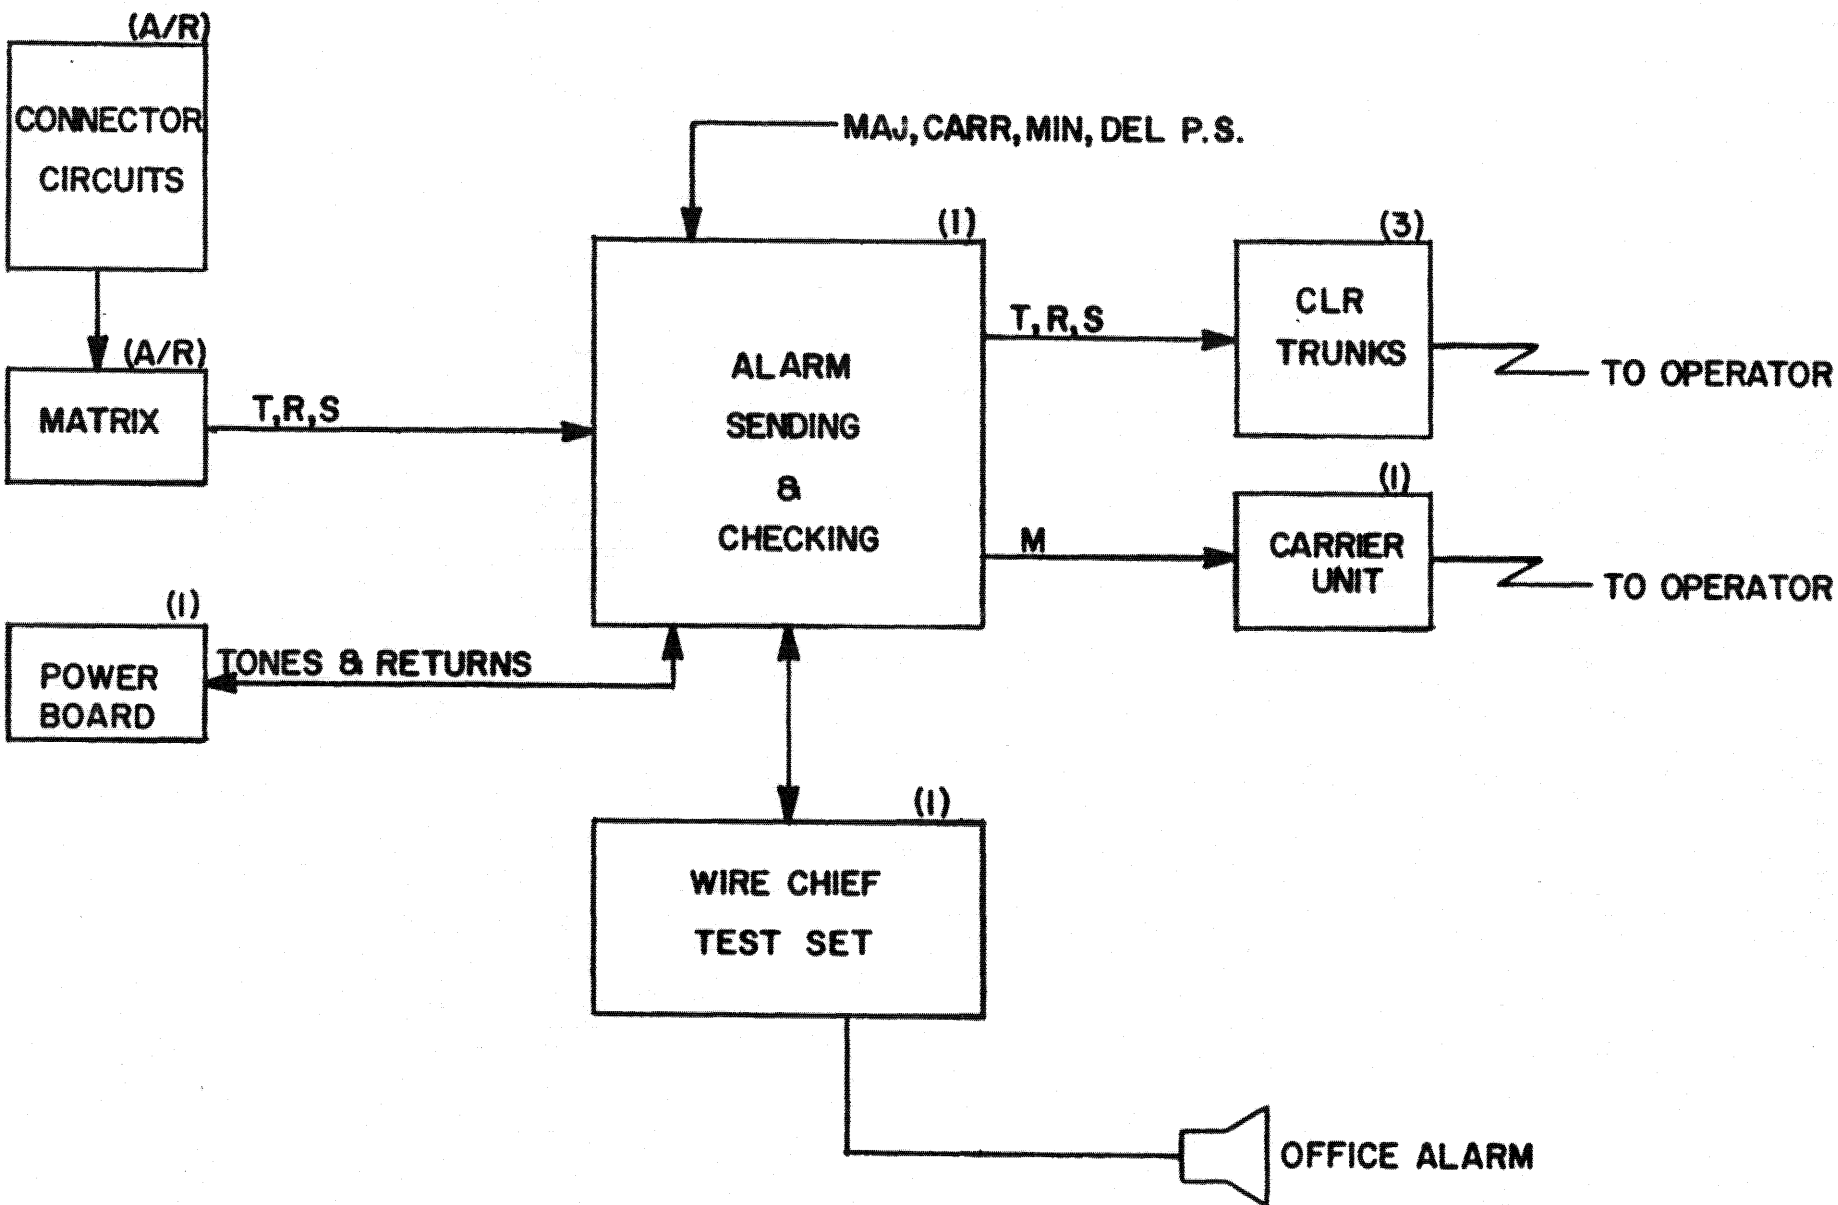 (A/R)
CONNECTOR
CIRCUITS
MAJ, CARR, MIN, DEL P.S.
(1)
(3)
CLR
TRUNKS
T, R, S
TO OPERATOR
(A/R)
MATRIX
T, R, S
ALARM
SENDING
&
CHECKING
(1)
CARRIER
UNIT
M
TO OPERATOR
(1)
POWER
BOARD
TONES & RETURNS
(1)
WIRE CHIEF
TEST SET
OFFICE ALARM